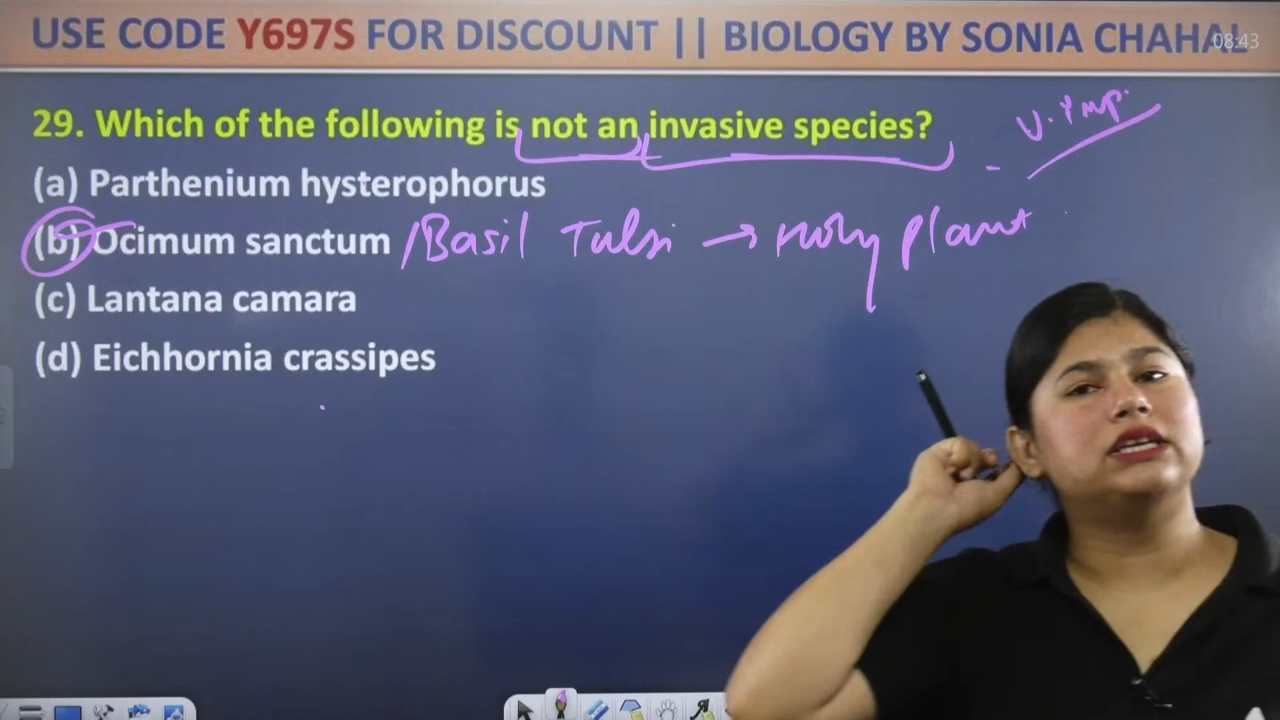 USE CODE Y697S FOR DISCOUNT || BIOLOGY BY SONIA CHAHAL
08:43
29. Which of the following is not an invasive species?
V. Imp.
(a) Parthenium hysterophorus
(b) Ocimum sanctum /Basil Tulsi → Holy plant
(c) Lantana camara
(d) Eichhornia crassipes